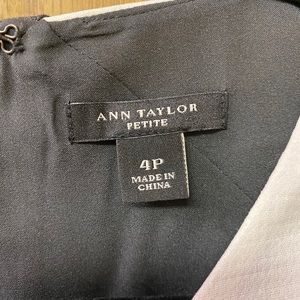 ANN TAYLOR
PETITE
4P
MADE IN
CHINA